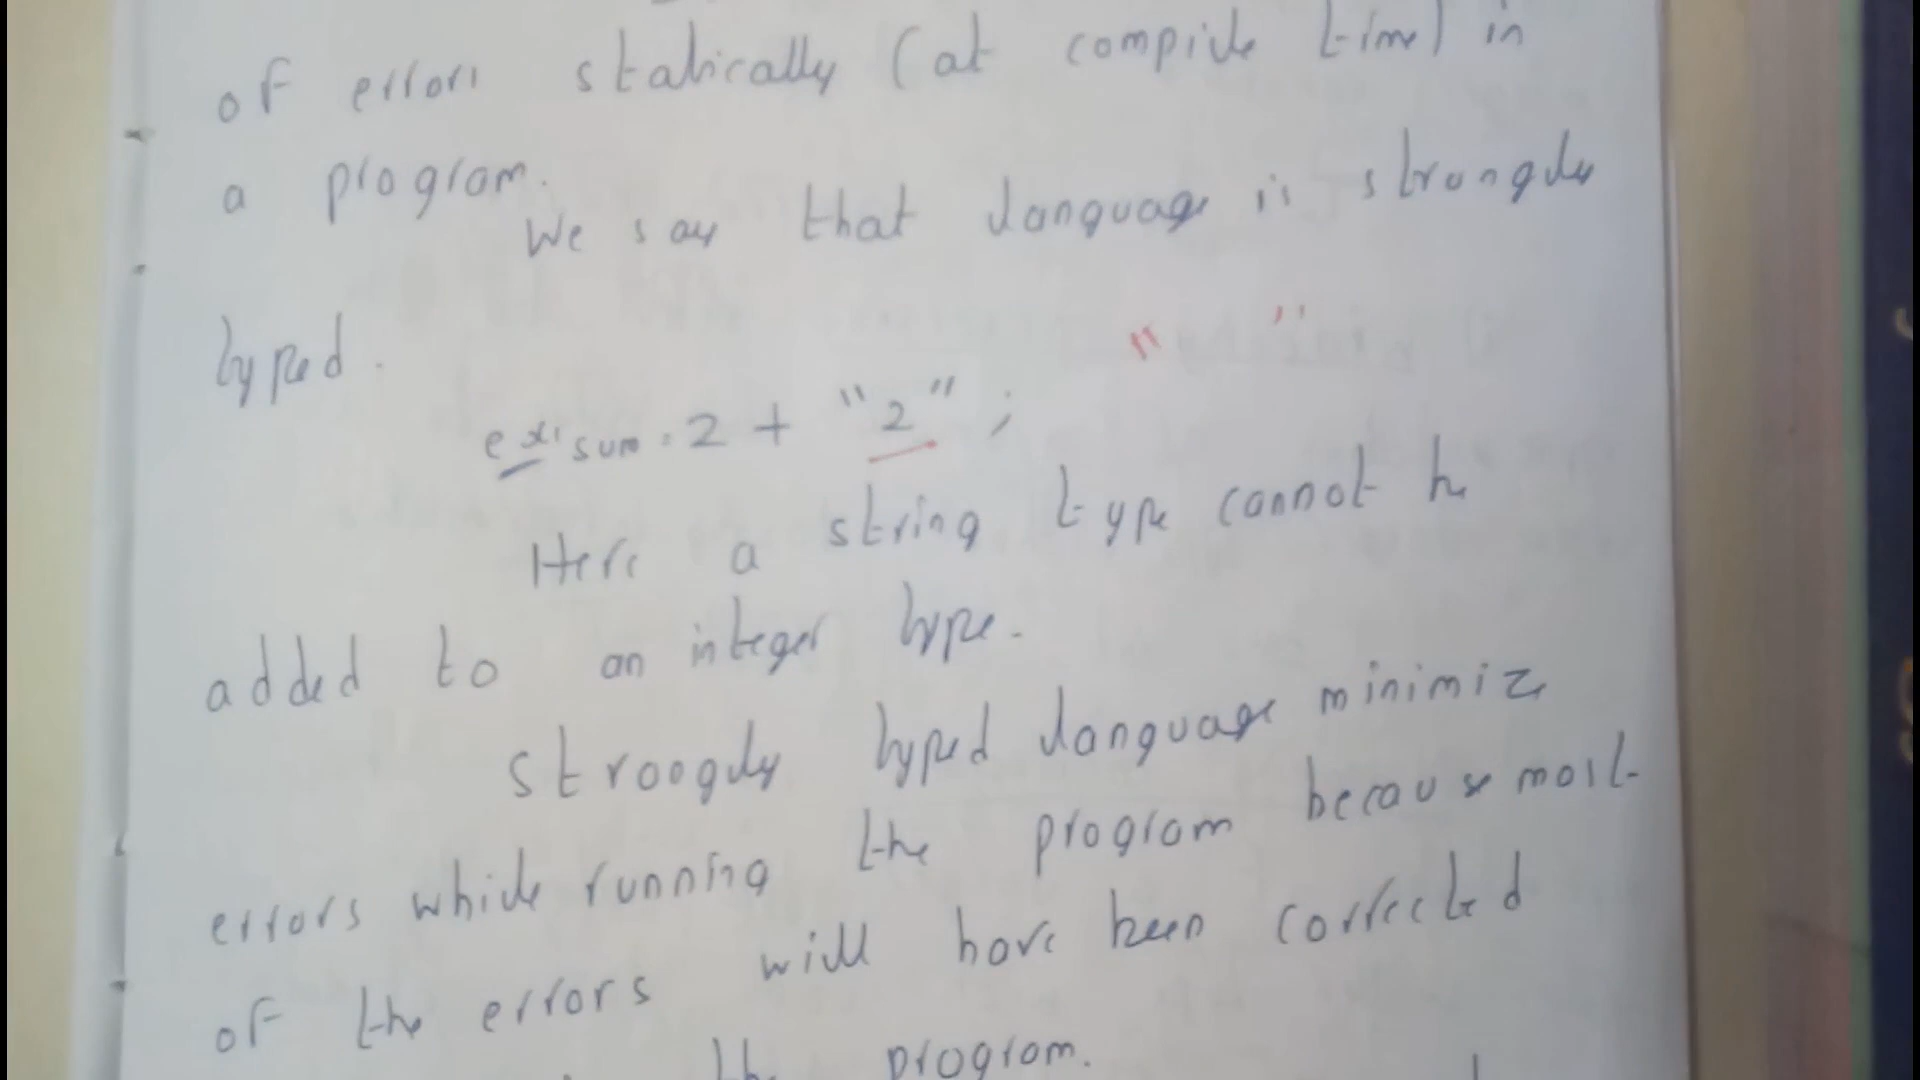 of errors statically (at compile time) in
a program.
We say that language is strongly
typed.
" "
ex: sum = 2 + "2" ;
Here a string type cannot be
added to an integer type.
Strongly typed language minimize
errors while running the program because most
of the errors will have been corrected
the program.